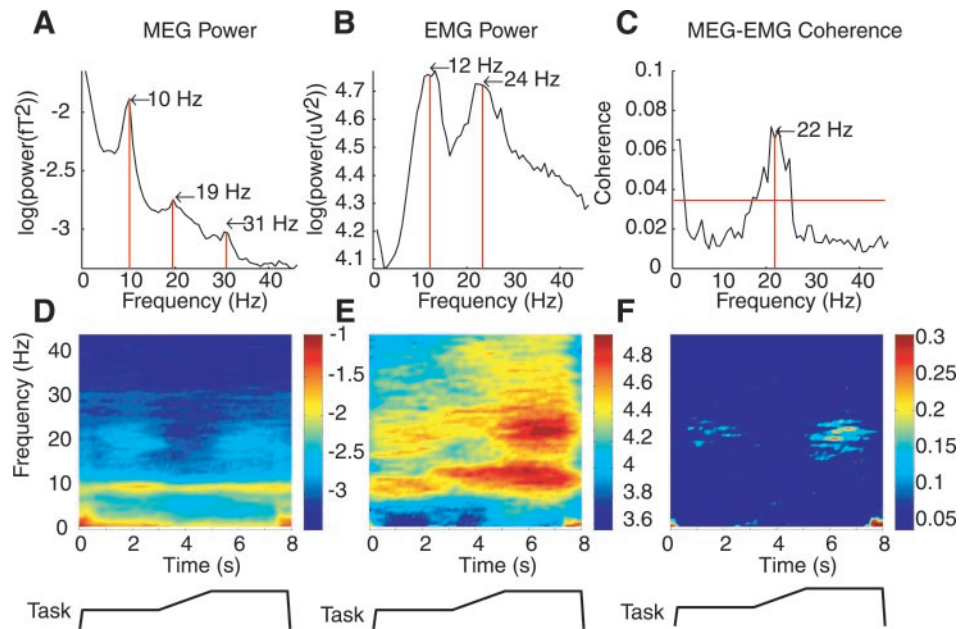 A MEG Power
log(power(fT2))
-2
-2.5
-3
10 Hz
19 Hz
31 Hz
0 10 20 30 40
Frequency (Hz)
B EMG Power
log(power(uV2))
4.7
4.6
4.5
4.4
4.3
4.2
4.1
12 Hz
24 Hz
0 10 20 30 40
Frequency (Hz)
C MEG-EMG Coherence
Coherence
0.1
0.08
0.06
0.04
0.02
0
22 Hz
0 10 20 30 40
Frequency (Hz)
D
Frequency (Hz)
40
30
20
10
0
0 2 4 6 8
Time (s)
-1
-1.5
-2
-2.5
-3
Task
E
0 2 4 6 8
Time (s)
4.8
4.6
4.4
4.2
4
3.8
3.6
Task
F
0 2 4 6 8
Time (s)
0.3
0.25
0.2
0.15
0.1
0.05
Task